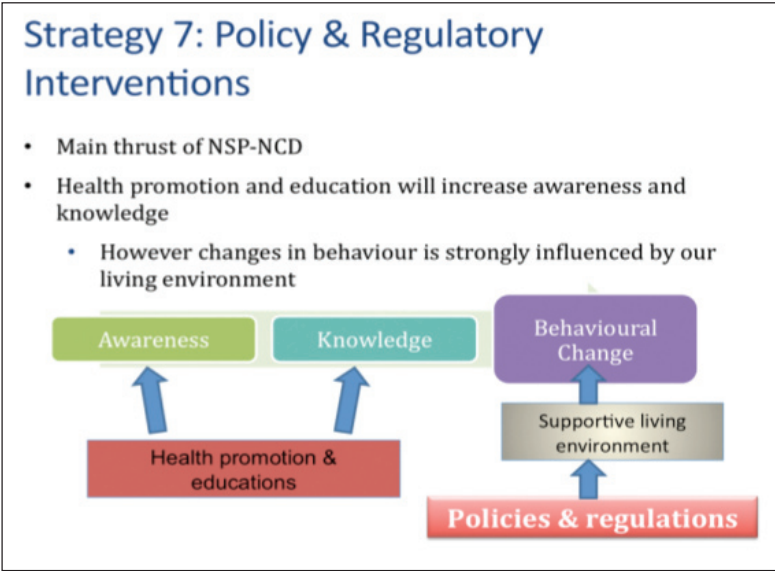 Strategy 7: Policy & Regulatory
Interventions
• Main thrust of NSP-NCD
• Health promotion and education will increase awareness and
knowledge
• However changes in behaviour is strongly influenced by our
living environment
Awareness
Knowledge
Behavioural
Change
Supportive living
environment
Health promotion &
educations
Policies & regulations